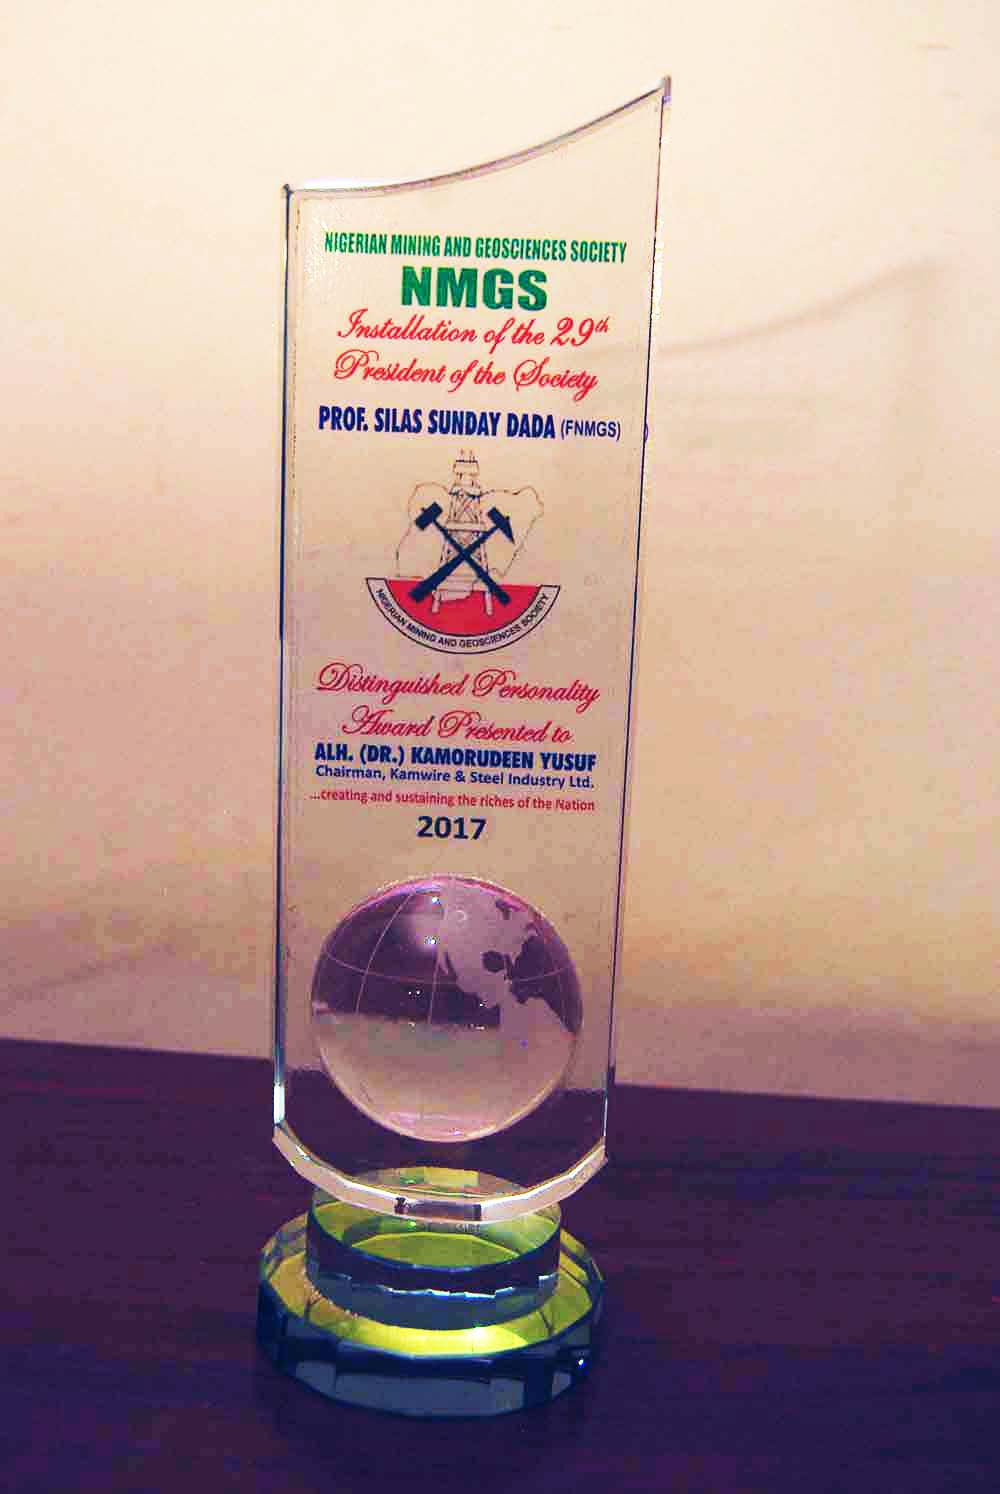 NIGERIAN MINING AND GEOSCIENCES SOCIETY
NMGS
Installation of the 29th
President of the Society
PROF. SILAS SUNDAY DADA (FNMGS)
NIGERIAN MINING AND GEOSCIENCES SOCIETY
Distinguished Personality
Award Presented to
ALH. (DR.) KAMORUDEEN YUSUF
Chairman, Kamwire & Steel Industry Ltd.
...creating and sustaining the riches of the Nation
2017